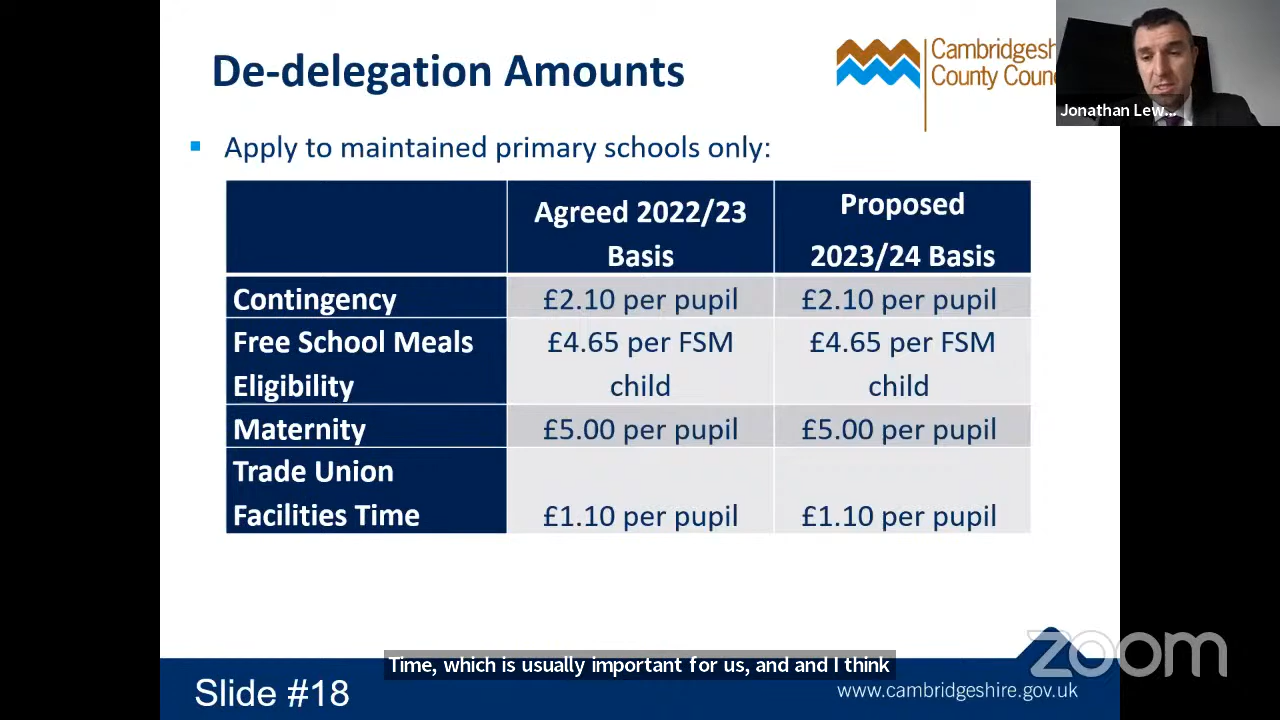 De-delegation Amounts
Cambridgesh
County Counc
Jonathan Lew...
Apply to maintained primary schools only:
Agreed 2022/23
Basis
Proposed
2023/24 Basis
Contingency
£2.10 per pupil
£2.10 per pupil
Free School Meals
Eligibility
£4.65 per FSM
child
£4.65 per FSM
child
Maternity
£5.00 per pupil
£5.00 per pupil
Trade Union
Facilities Time
£1.10 per pupil
£1.10 per pupil
Time, which is usually important for us, and and I think
zoom
Slide #18
www.cambridgeshire.gov.uk